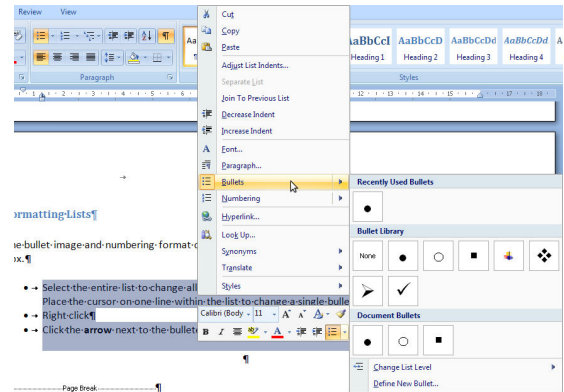 Review View
Paragraph
AaBbCcI AaBbCcD AaBbCcDd AaBbCcDd
Heading 1 Heading 2 Heading 3 Heading 4
Styles
Cut
Copy
Paste
Adjust List Indents...
Separate List
Join To Previous List
Decrease Indent
Increase Indent
Font...
Paragraph...
Bullets
Numbering
Hyperlink...
Look Up...
Synonyms
Translate
Styles
Calibri (Body 11
Recently Used Bullets
Bullet Library
None
Document Bullets
Change List Level
Define New Bullet...
ormatting·Lists¶
he·bullet·image·and·numbering·format·
ox.¶
Select·the·entire·list·to·change·all
Place·the·cursor·on·one·line·within·the·list·to·change·a·single·bulle
Right-click¶
Click·the·arrow·next·to·the·bullet
¶
Page Break ¶